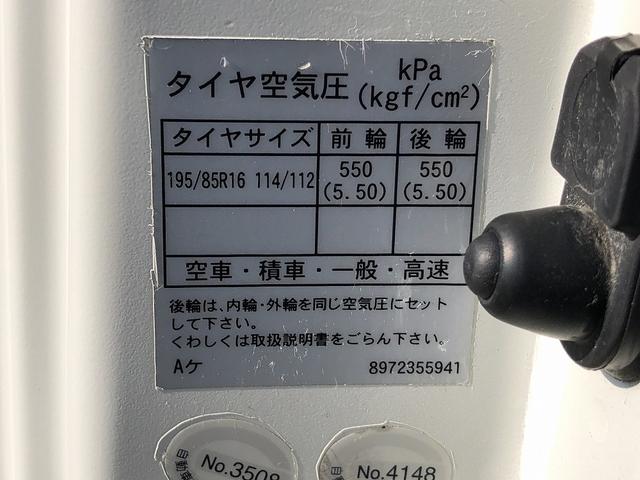 タイヤ空気圧 kPa
(kgf/cm²)
タイヤサイズ 前輪 後輪
195/85R16 114/112 550 (5.50) 550 (5.50)
空車・積車・一般・高速
後輪は、内輪・外輪を同じ空気圧にセット
して下さい。
くわしくは取扱説明書をごらん下さい。
Aケ 8972355941
No.3508 No.4148